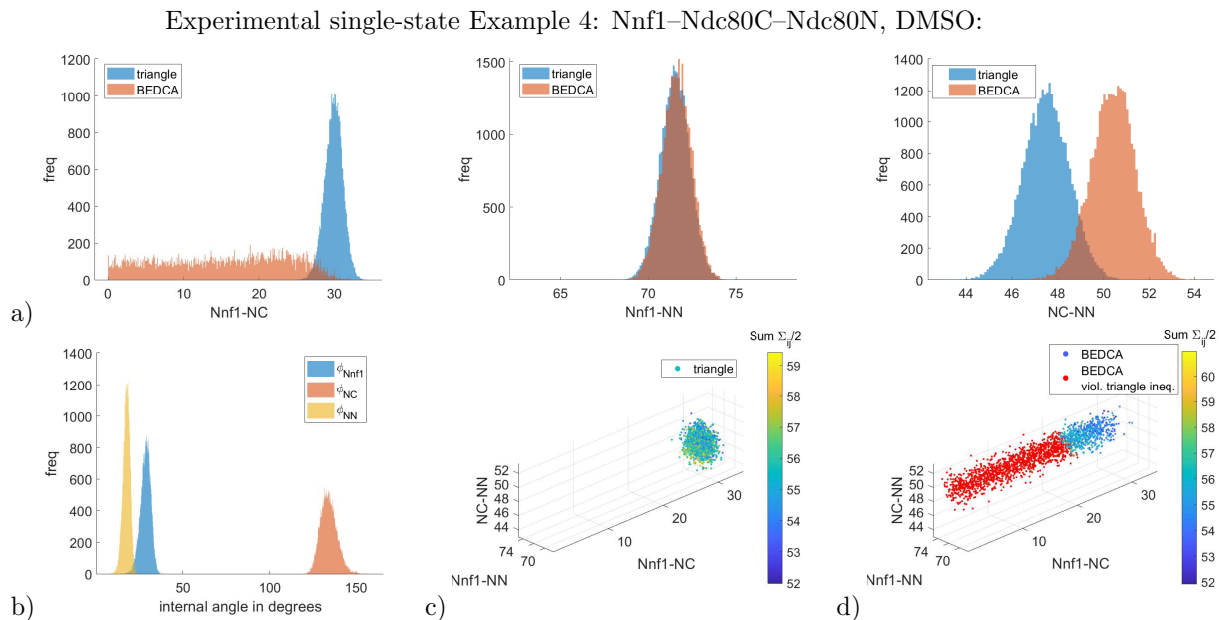 Experimental single-state Example 4: Nnf1–Ndc80C–Ndc80N, DMSO:
a)
1200
1000
800
600
400
200
0
freq
triangle
BEDCA
0 10 20 30
Nnf1-NC
1500
1000
500
0
freq
triangle
BEDCA
65 70 75
Nnf1-NN
1400
1200
1000
800
600
400
200
0
freq
triangle
BEDCA
44 46 48 50 52 54
NC-NN
b)
1400
1200
1000
800
600
400
200
0
freq
ϕNnf1
ϕNC
ϕNN
50 100 150
internal angle in degrees
c)
Sum Σij/2
triangle
59
58
57
56
55
54
53
52
52
50
48
46
44
NC-NN
74
70
Nnf1-NN
10
20
30
Nnf1-NC
d)
Sum Σij/2
BEDCA
BEDCA
viol. triangle ineq.
60
59
58
57
56
55
54
53
52
52
50
48
46
44
NC-NN
74
70
Nnf1-NN
10
20
30
Nnf1-NC